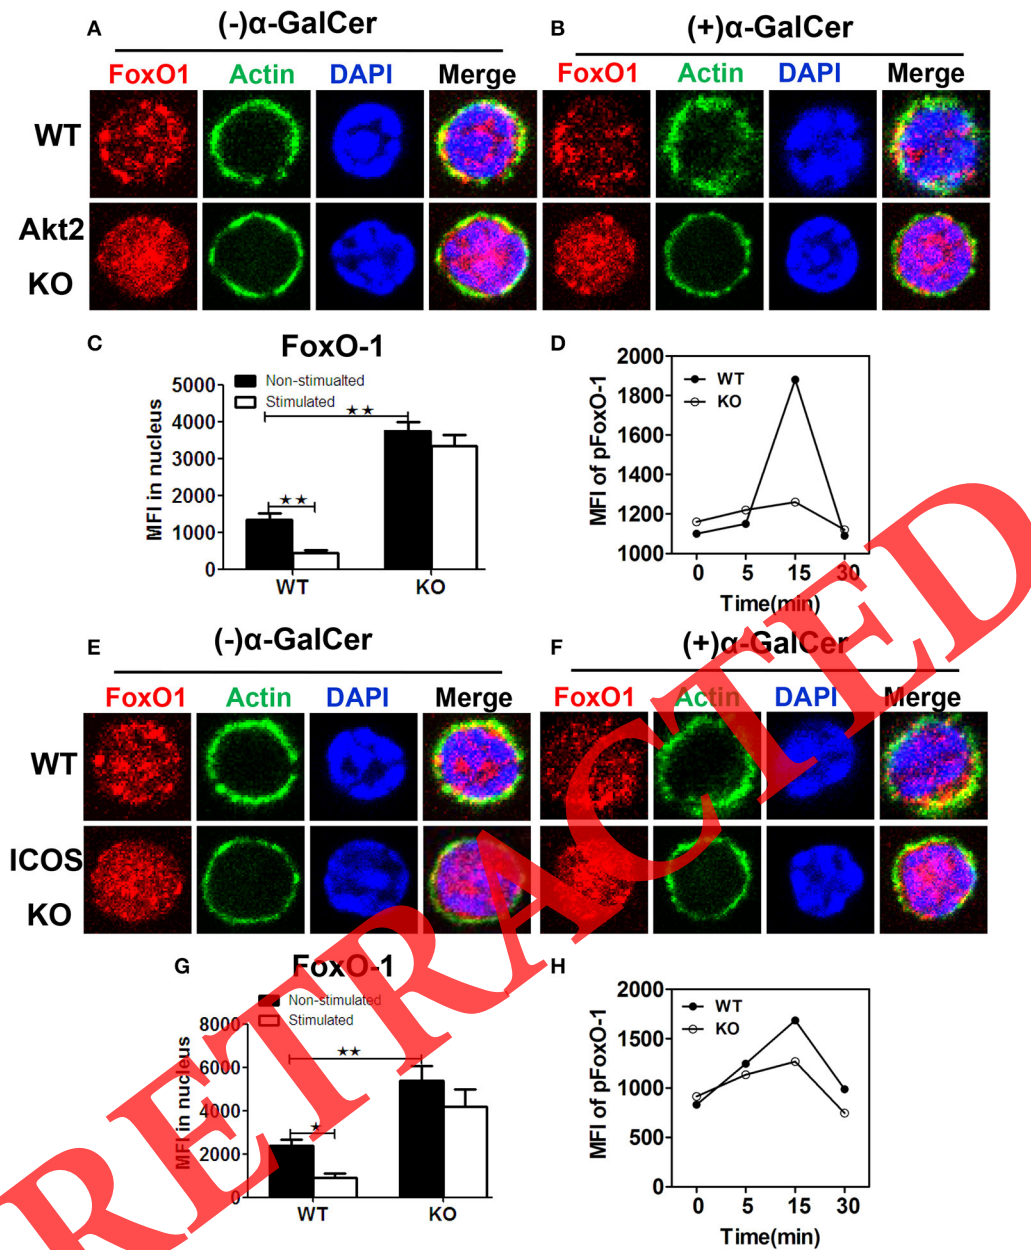 A (-)α-GalCer
B (+)α-GalCer
FoxO1 Actin DAPI Merge
FoxO1 Actin DAPI Merge
WT
Akt2
KO
C
FoxO-1
Non-stimualted
Stimulated
MFI in nucleus
5000
4000
3000
2000
1000
0
★★
★★
WT KO
D
MFI of pFoxO-1
2000
1800
1600
1400
1200
1000
WT
KO
0 5 15 30
Time(min)
E (-)α-GalCer
F (+)α-GalCer
FoxO1 Actin DAPI Merge
FoxO1 Actin DAPI Merge
WT
ICOS
KO
G
FoxO-1
Non-stimulated
Stimulated
MFI in nucleus
8000
6000
4000
2000
0
★★
★
WT KO
H
MFI of pFoxO-1
2000
1500
1000
500
0
WT
KO
0 5 15 30
Time(min)
RETRACTED